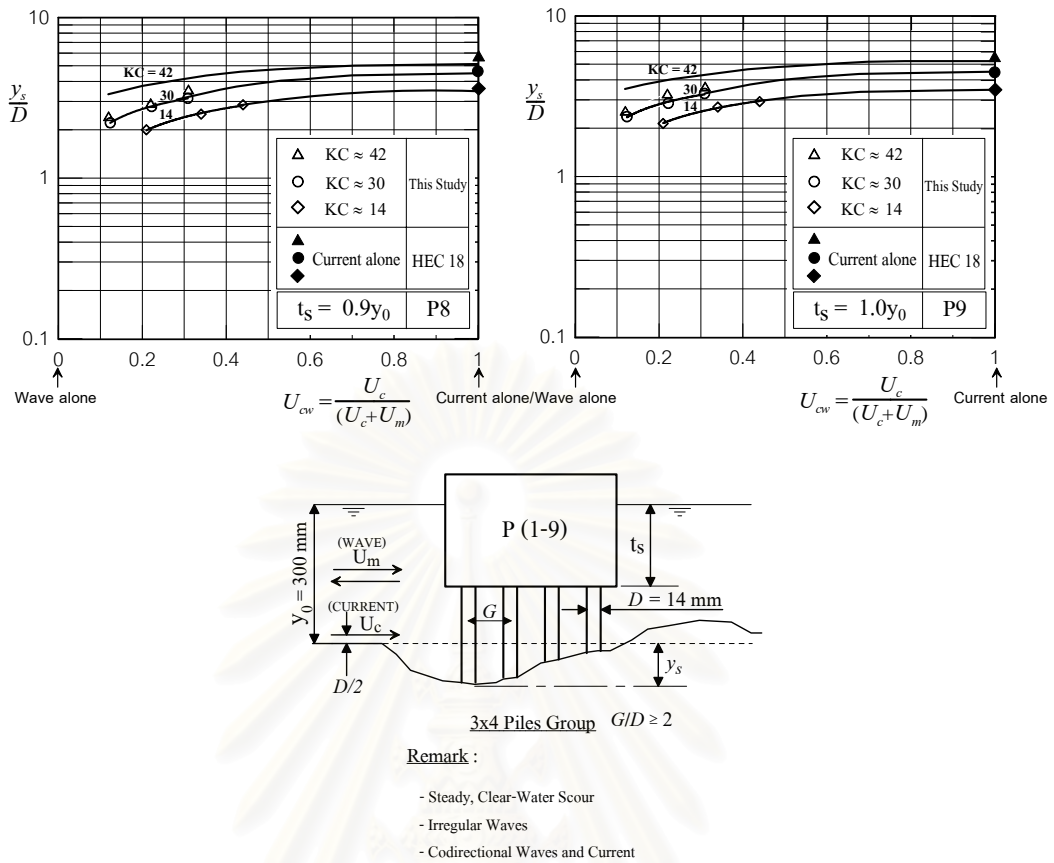 10
1
0.1
y_s/D
KC = 42
30
14
△ KC ≈ 42
○ KC ≈ 30
◇ KC ≈ 14
This Study
▲
● Current alone
◆
HEC 18
t_s = 0.9y_0
P8
0 0.2 0.4 0.6 0.8 1
Wave alone
U_cw = U_c/(U_c+U_m)
Current alone/Wave alone
10
1
0.1
y_s/D
KC = 42
30
14
△ KC ≈ 42
○ KC ≈ 30
◇ KC ≈ 14
This Study
▲
● Current alone
◆
HEC 18
t_s = 1.0y_0
P9
0.2 0.4 0.6 0.8 1
U_cw = U_c/(U_c+U_m)
Current alone
P (1-9)
t_s
y_0 = 300 mm
(WAVE)
U_m
(CURRENT)
U_c
G
D = 14 mm
D/2
y_s
3x4 Piles Group G/D ≥ 2
Remark :
- Steady, Clear-Water Scour
- Irregular Waves
- Codirectional Waves and Current